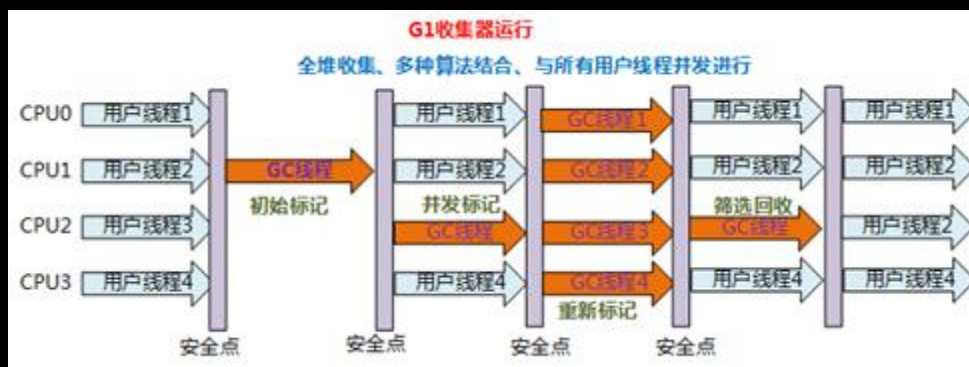 G1收集器运行
全堆收集、多种算法结合、与所有用户线程并发进行
CPU0 用户线程1 用户线程1 GC线程1 用户线程1 用户线程1
CPU1 用户线程2 GC线程 用户线程2 GC线程2 用户线程2 用户线程2
初始标记 并发标记 筛选回收
CPU2 用户线程3 GC线程 GC线程3 GC线程 用户线程2
CPU3 用户线程4 用户线程4 GC线程4 用户线程4 用户线程4
重新标记
安全点 安全点 安全点 安全点